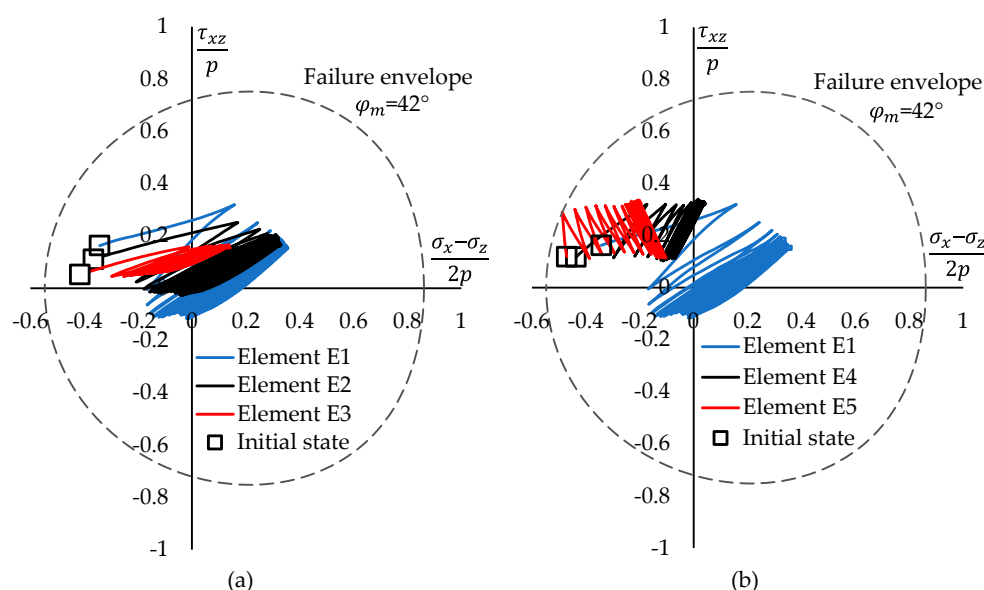 1
τxz/p
0.8
Failure envelope
φm=42°
0.6
0.4
0.2
σx−σz/2p
0
-0.6 -0.4 -0.2 0 0.2 0.4 0.6 0.8 1
-0.2
Element E1
-0.4
Element E2
Element E3
-0.6
Initial state
-0.8
-1
(a)
1
τxz/p
0.8
Failure envelope
φm=42°
0.6
0.4
0.2
σx−σz/2p
0
-0.6 -0.4 -0.2 0 0.2 0.4 0.6 0.8 1
-0.2
Element E1
-0.4
Element E4
Element E5
-0.6
Initial state
-0.8
-1
(b)